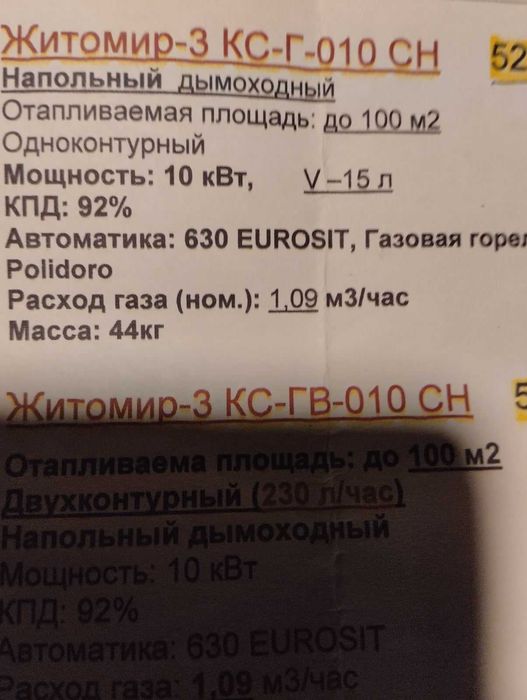 Житомир-3 КС-Г-010 СН 52
Напольный дымоходный
Отапливаемая площадь: до 100 м2
Одноконтурный
Мощность: 10 кВт, V –15 л
КПД: 92%
Автоматика: 630 EUROSIT, Газовая
Polidoro
Расход газа (ном.): 1,09 м3/час
Масса: 44кг
Житомир-3 КС-ГВ-010 СН 5
Отапливаема площадь: до 100 м2
Двухконтурный (230 л/час)
Напольный дымоходный
Мощность: 10 кВт
КПД: 92%
Автоматика: 630 EUROSIT
Расход газа: 1,09 м3/час